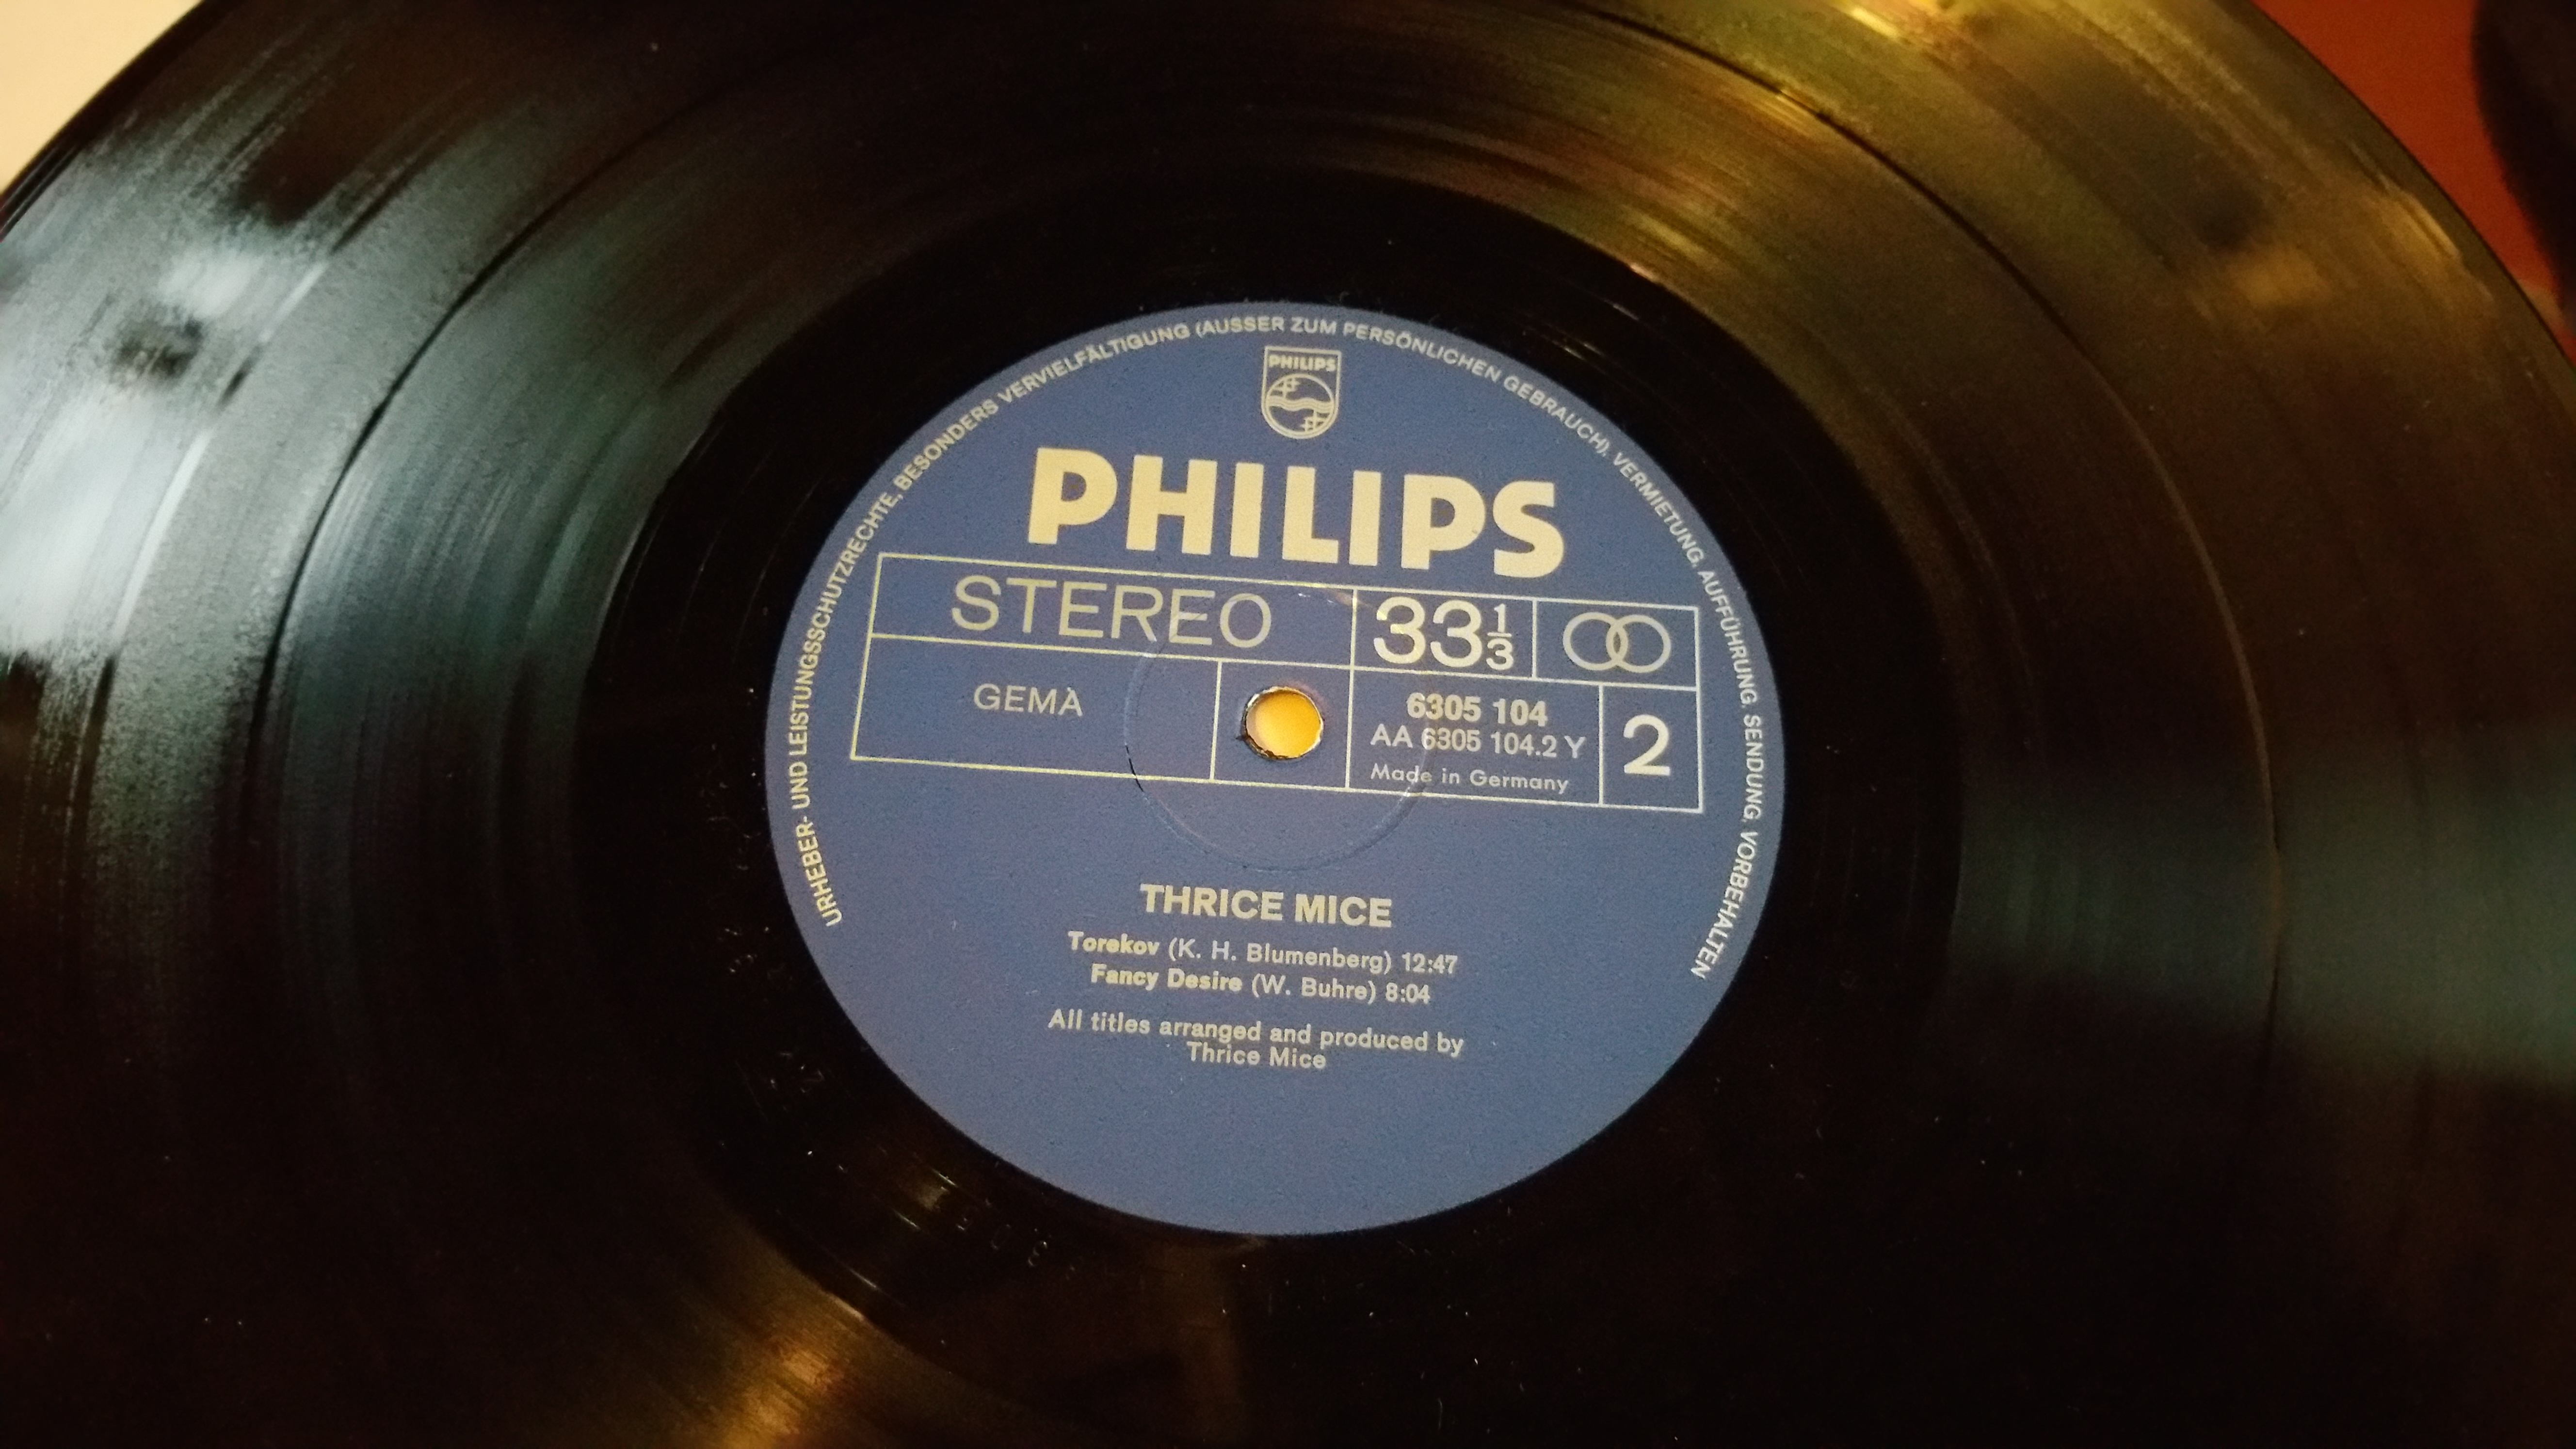 URHEBER- UND LEISTUNGSSCHUTZRECHTE, BESONDERS VERVIELFÄLTIGUNG (AUSSER ZUM PERSÖNLICHEN GEBRAUCH), VERMIETUNG, AUFFÜHRUNG, SENDUNG, VORBEHALTEN
PHILIPS
PHILIPS
STEREO 33 1/3
GEMA
6305 104
AA 6305 104.2 Y
Made in Germany
2
THRICE MICE
Torekov (K. H. Blumenberg) 12:47
Fancy Desire (W. Buhre) 8:04
All titles arranged and produced by
Thrice Mice